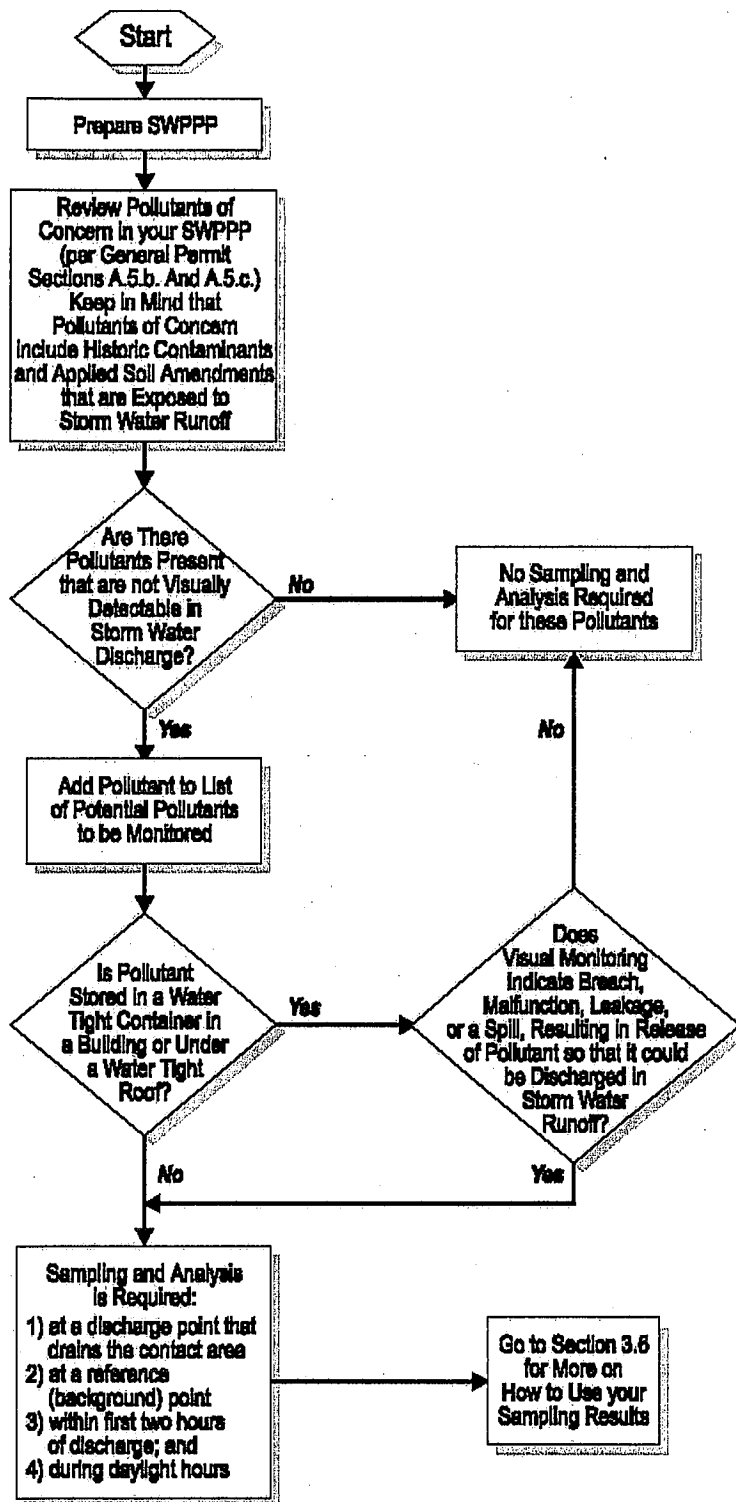 Start
Prepare SWPPP
Review Pollutants of
Concern in your SWPPP
(per General Permit
Sections A.5.b. And A.5.c.)
Keep in Mind that
Pollutants of Concern
include Historic Contaminants
and Applied Soil Amendments
that are Exposed to
Storm Water Runoff
Are There
Pollutants Present
that are not Visually
Detectable in
Storm Water
Discharge?
No
No Sampling and
Analysis Required
for these Pollutants
Yes
No
Add Pollutant to List
of Potential Pollutants
to be Monitored
Is Pollutant
Stored in a Water
Tight Container in
a Building or Under
a Water Tight
Roof?
Yes
Does
Visual Monitoring
Indicate Breach,
Malfunction, Leakage,
or a Spill, Resulting in Release
of Pollutant so that it could
be Discharged in
Storm Water
Runoff?
No
Yes
Sampling and Analysis
is Required:
1) at a discharge point that
drains the contact area
2) at a reference
(background) point
3) within first two hours
of discharge; and
4) during daylight hours
Go to Section 3.6
for More on
How to Use your
Sampling Results